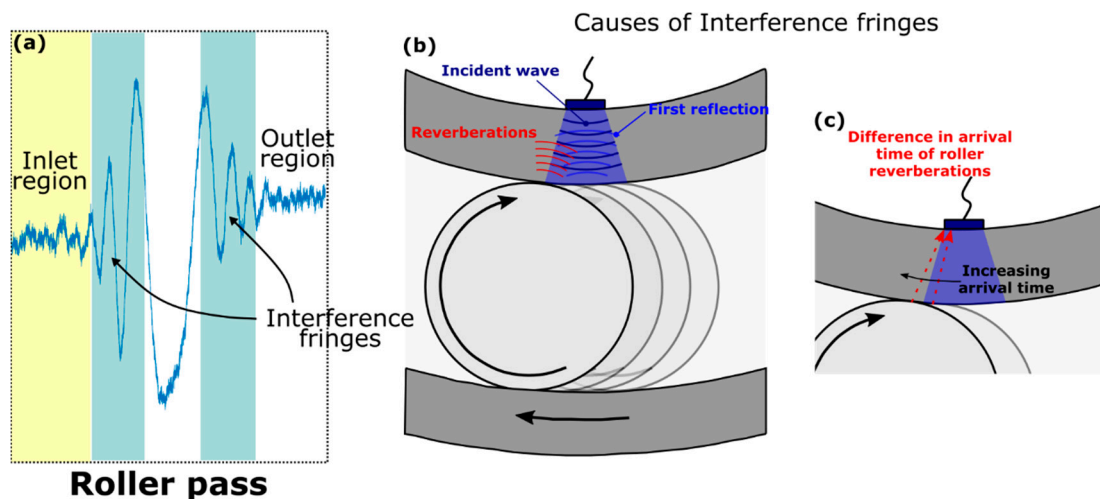 Causes of Interference fringes
(a)
Inlet
region
Outlet
region
Interference
fringes
Roller pass
(b)
Incident wave
First reflection
Reverberations
(c)
Difference in arrival
time of roller
reverberations
Increasing
arrival time